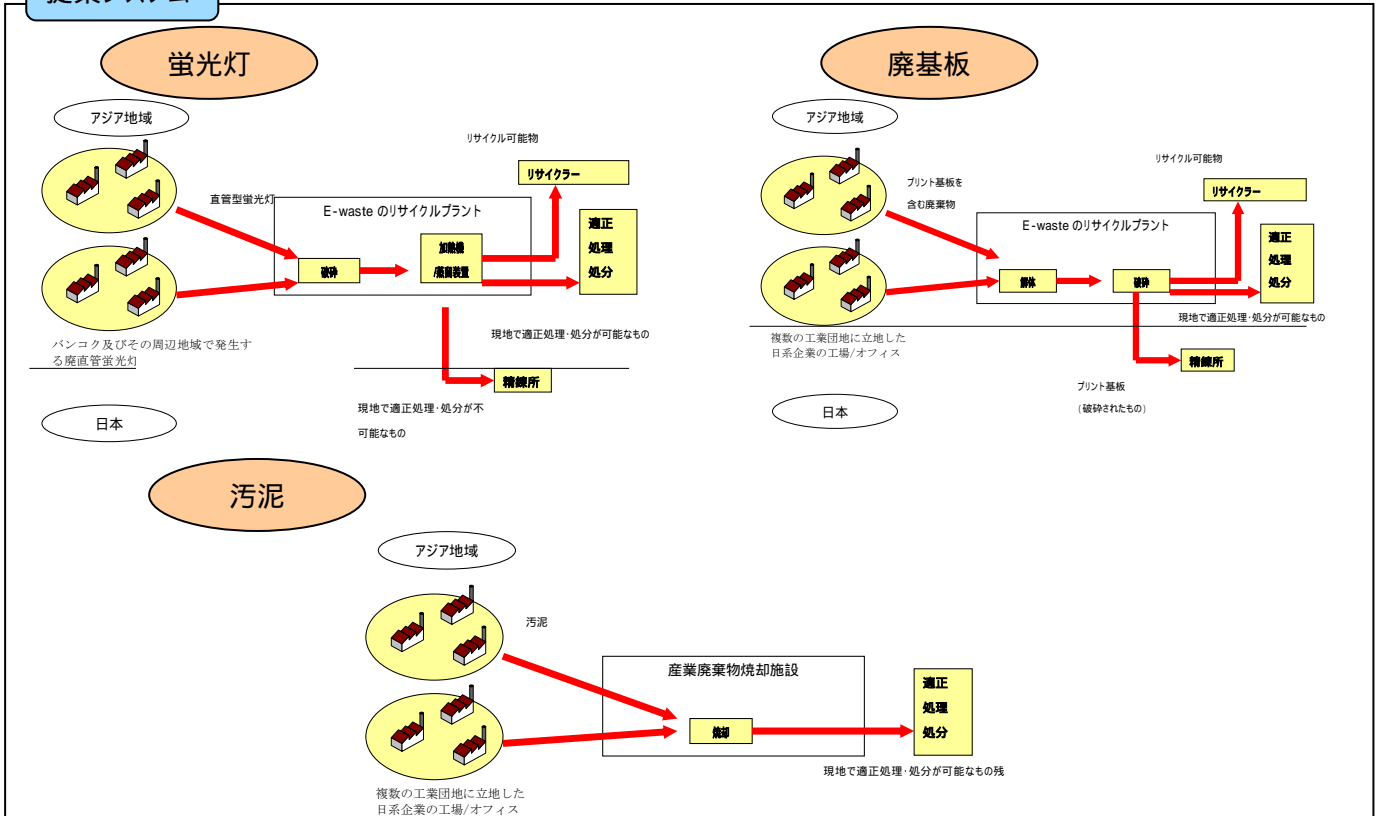 提案システム
蛍光灯
アジア地域
リサイクル可能物
リサイクラー
直管型蛍光灯
E-waste のリサイクルプラント
破砕
加熱機
/蒸留装置
適正
処理
処分
現地で適正処理・処分が可能なもの
バンコク及びその周辺地域で発生す
る廃直管蛍光灯
精錬所
現地で適正処理・処分が不
可能なもの
日本
廃基板
アジア地域
リサイクル可能物
リサイクラー
プリント基板を
含む廃棄物
E-waste のリサイクルプラント
解体
破砕
適正
処理
処分
現地で適正処理・処分が可能なもの
複数の工業団地に立地した
日系企業の工場/オフィス
精錬所
プリント基板
(破砕されたもの)
日本
汚泥
アジア地域
汚泥
産業廃棄物焼却施設
焼却
適正
処理
処分
現地で適正処理・処分が可能なもの残
複数の工業団地に立地した
日系企業の工場/オフィス